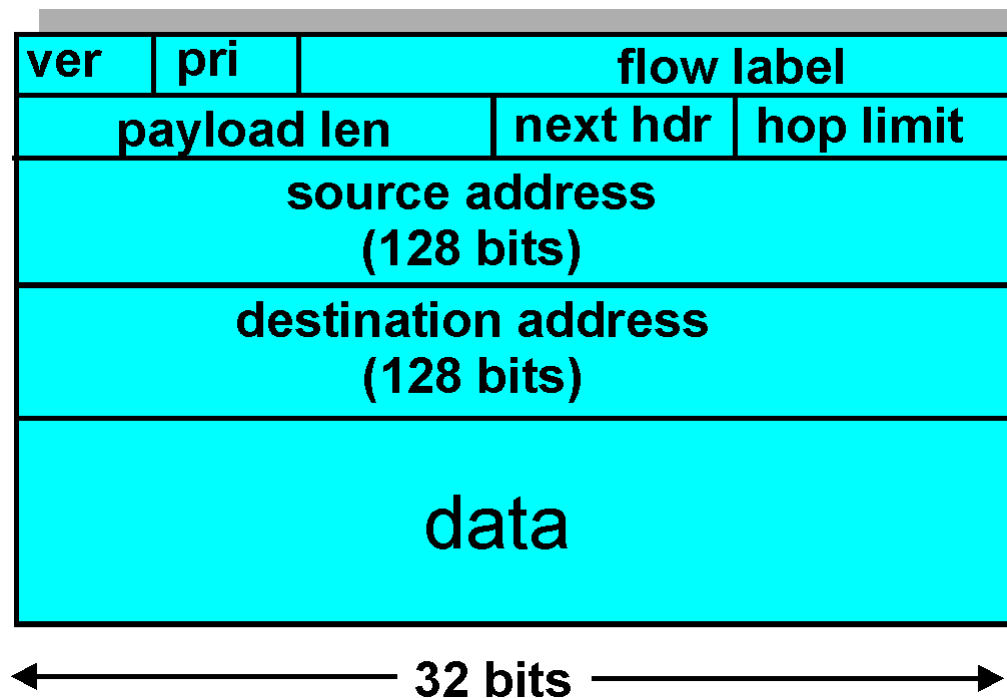 ver pri flow label
payload len next hdr hop limit
source address
(128 bits)
destination address
(128 bits)
data
32 bits